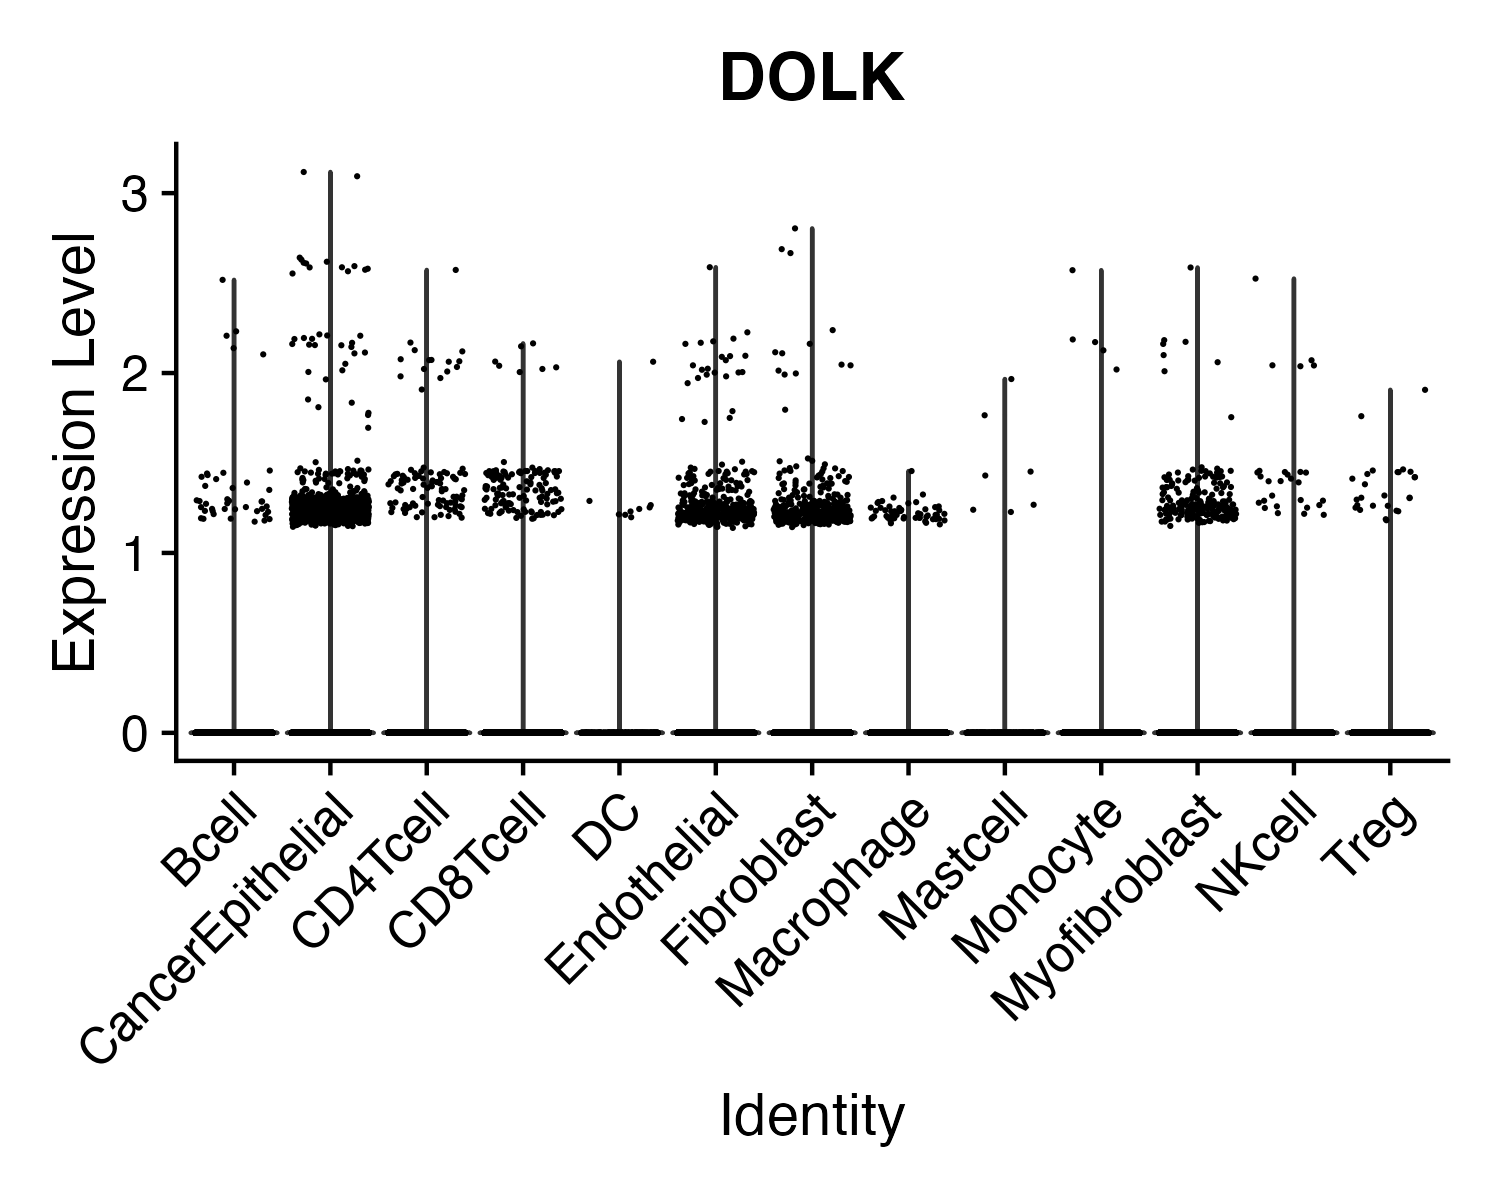 DOLK
Expression Level
3
2
1
0
Bcell
CancerEpithelial
CD4Tcell
CD8Tcell
DC
Endothelial
Fibroblast
Macrophage
Mastcell
Monocyte
Myofibroblast
NKcell
Treg
Identity